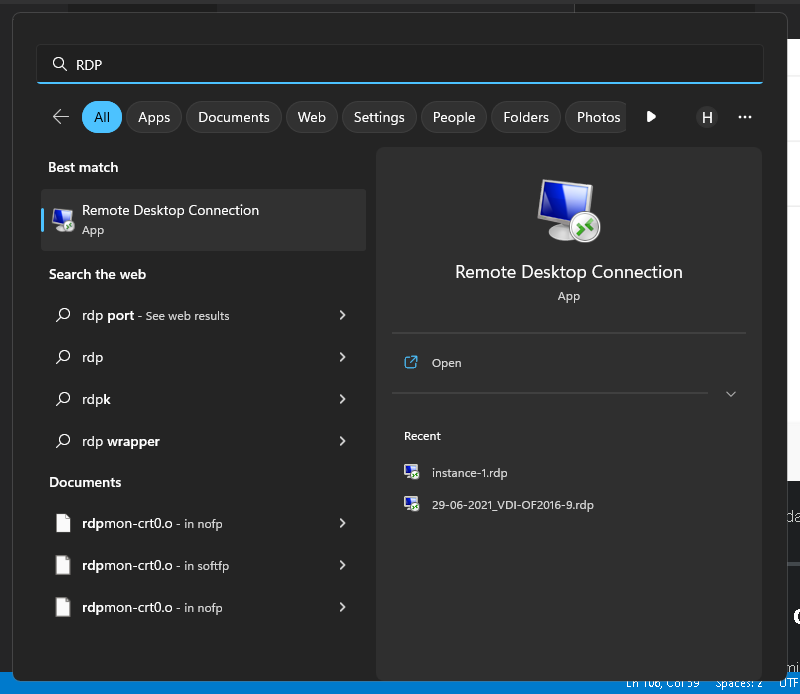 RDP
All Apps Documents Web Settings People Folders Photos H
Best match
Remote Desktop Connection
App
Search the web
rdp port - See web results
rdp
rdpk
rdp wrapper
Documents
rdpmon-crt0.o - in nofp
rdpmon-crt0.o - in softfp
rdpmon-crt0.o - in nofp
Remote Desktop Connection
App
Open
Recent
instance-1.rdp
29-06-2021_VDI-OF2016-9.rdp
da
Ln 106, Col 59 Spaces: 2 UTF